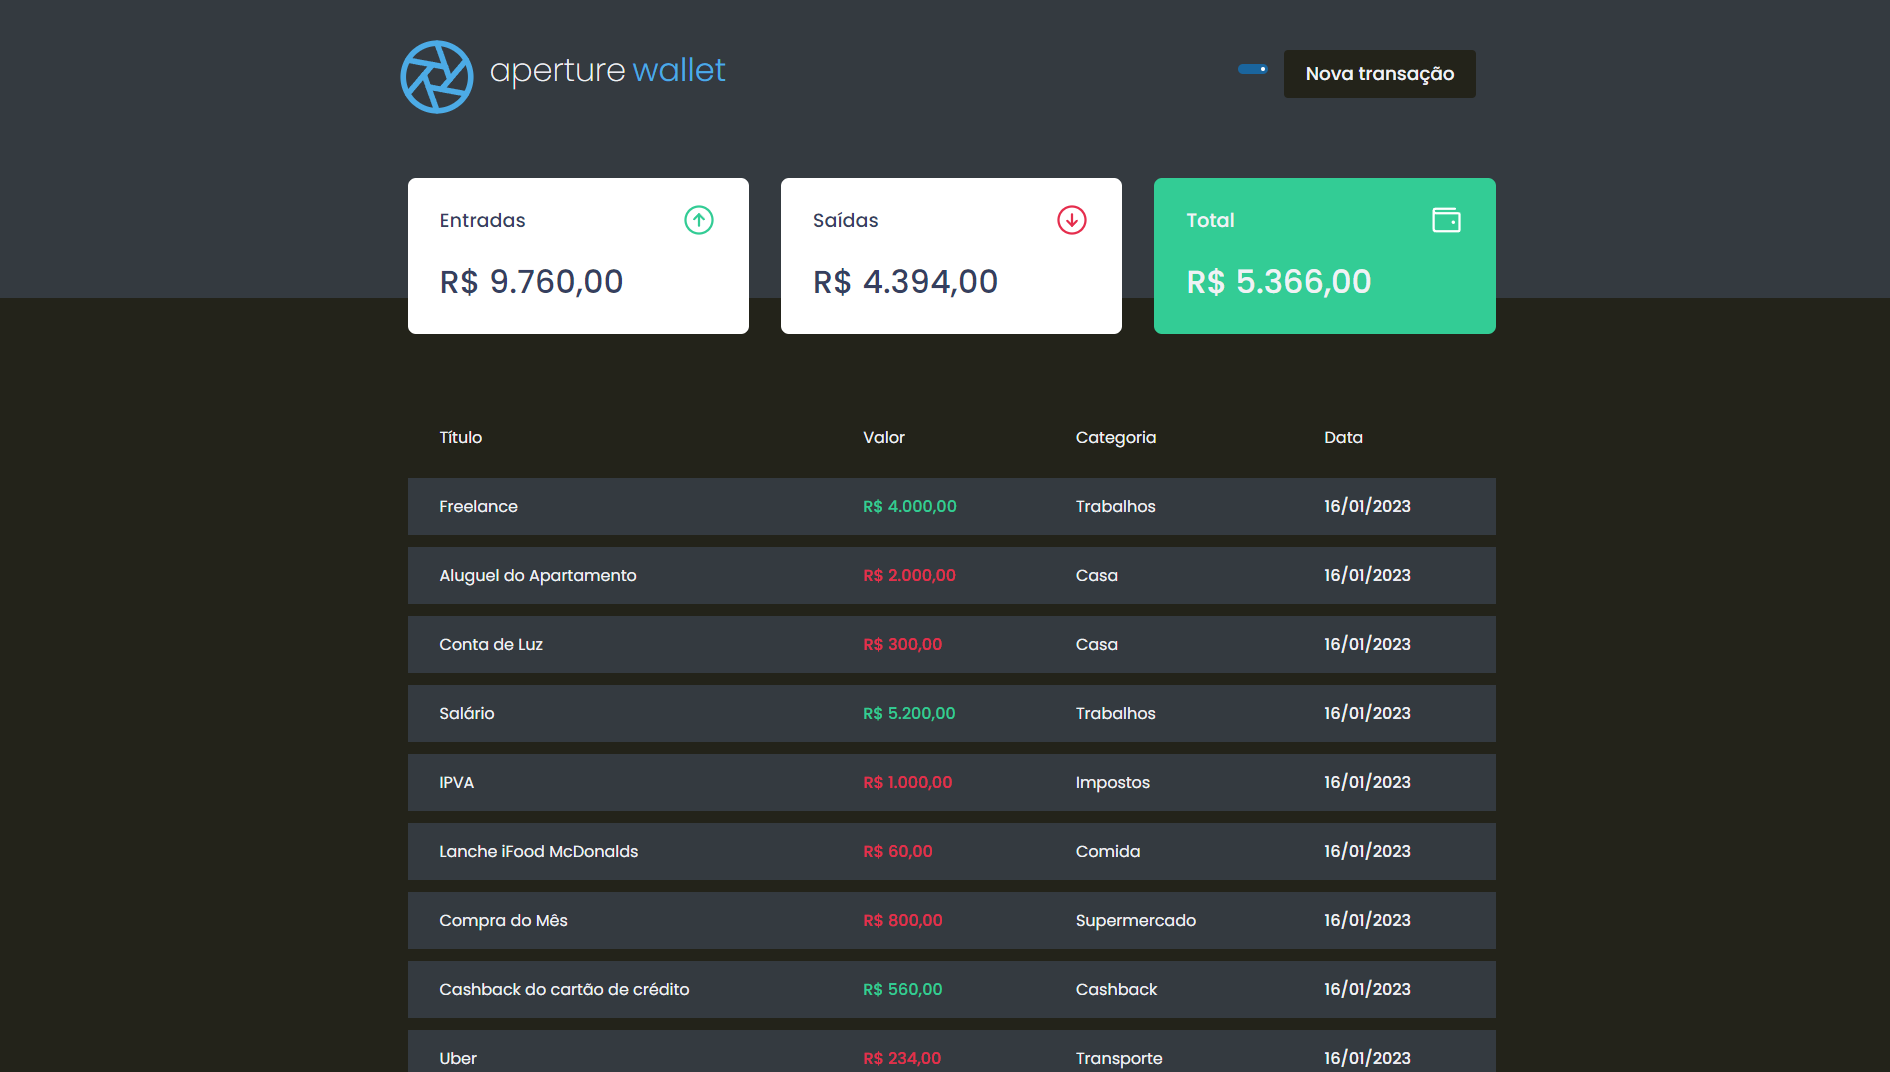 aperture wallet
Nova transação
Entradas
R$ 9.760,00
Saídas
R$ 4.394,00
Total
R$ 5.366,00
Título Valor Categoria Data
Freelance R$ 4.000,00 Trabalhos 16/01/2023
Aluguel do Apartamento R$ 2.000,00 Casa 16/01/2023
Conta de Luz R$ 300,00 Casa 16/01/2023
Salário R$ 5.200,00 Trabalhos 16/01/2023
IPVA R$ 1.000,00 Impostos 16/01/2023
Lanche iFood McDonalds R$ 60,00 Comida 16/01/2023
Compra do Mês R$ 800,00 Supermercado 16/01/2023
Cashback do cartão de crédito R$ 560,00 Cashback 16/01/2023
Uber R$ 234,00 Transporte 16/01/2023